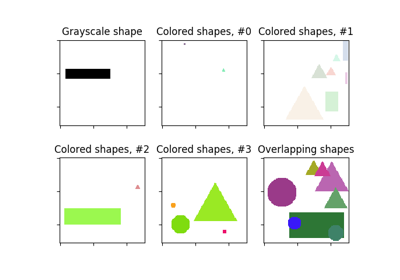 Grayscale shape
Colored shapes, #0
Colored shapes, #1
Colored shapes, #2
Colored shapes, #3
Overlapping shapes